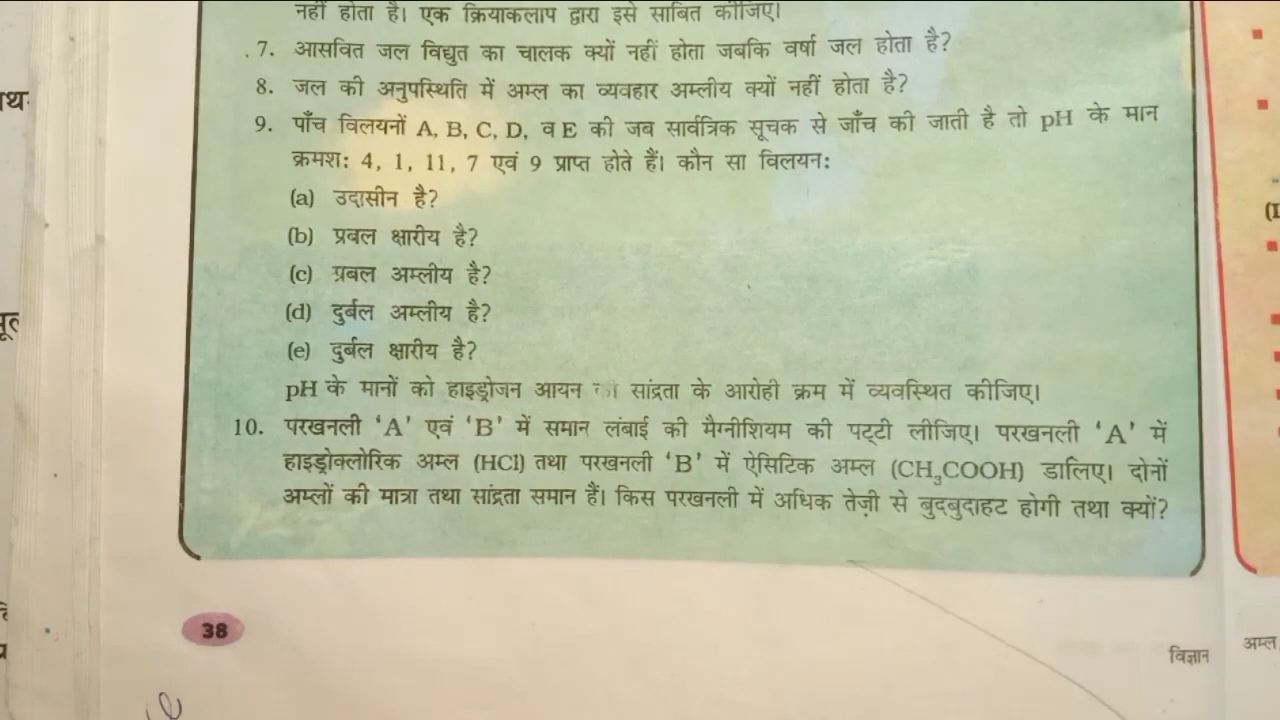 नहीं होता है। एक क्रियाकलाप द्वारा इसे साबित कीजिए।
7. आसवित जल विद्युत का चालक क्यों नहीं होता जबकि वर्षा जल होता है?
8. जल की अनुपस्थिति में अम्ल का व्यवहार अम्लीय क्यों नहीं होता है?
9. पाँच विलयनों A, B, C, D, व E की जब सार्वत्रिक सूचक से जाँच की जाती है तो pH के मान
क्रमशः 4, 1, 11, 7 एवं 9 प्राप्त होते हैं। कौन सा विलयन:
(a) उदासीन है?
(b) प्रबल क्षारीय है?
(c) प्रबल अम्लीय है?
(d) दुर्बल अम्लीय है?
(e) दुर्बल क्षारीय है?
pH के मानों को हाइड्रोजन आयन की सांद्रता के आरोही क्रम में व्यवस्थित कीजिए।
10. परखनली ‘A’ एवं ‘B’ में समान लंबाई की मैग्नीशियम की पट्टी लीजिए। परखनली ‘A’ में
हाइड्रोक्लोरिक अम्ल (HCl) तथा परखनली ‘B’ में ऐसिटिक अम्ल (CH₃COOH) डालिए। दोनों
अम्लों की मात्रा तथा सांद्रता समान हैं। किस परखनली में अधिक तेज़ी से बुदबुदाहट होगी तथा क्यों?
38
विज्ञान
अम्ल